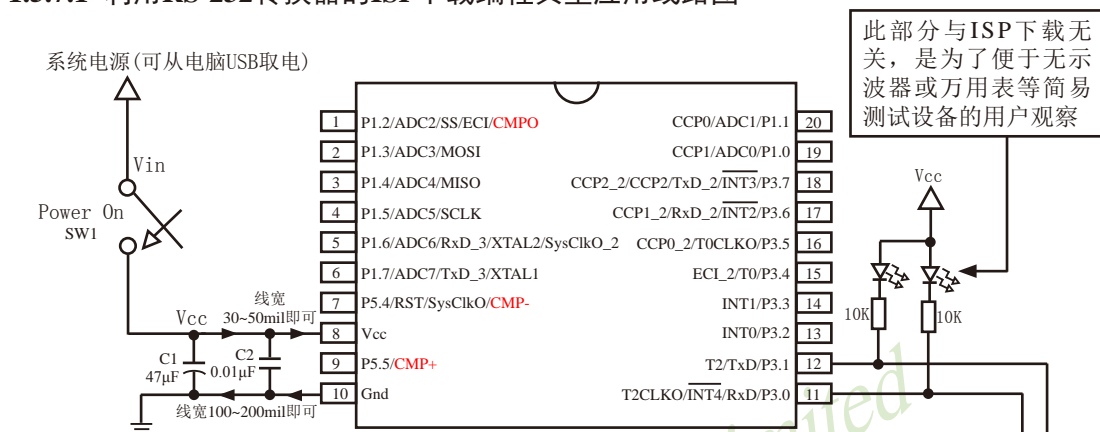 此部分与ISP下载无
关，是为了便于无示
波器或万用表等简易
测试设备的用户观察
系统电源(可从电脑USB取电)
Vin
Power On
SW1
Vcc
线宽
30~50mil即可
C1
47μF
C2
0.01μF
线宽100~200mil即可
1 P1.2/ADC2/SS/ECI/CMPO
2 P1.3/ADC3/MOSI
3 P1.4/ADC4/MISO
4 P1.5/ADC5/SCLK
5 P1.6/ADC6/RxD_3/XTAL2/SysClkO_2
6 P1.7/ADC7/TxD_3/XTAL1
7 P5.4/RST/SysClkO/CMP-
8 Vcc
9 P5.5/CMP+
10 Gnd
CCP0/ADC1/P1.1 20
CCP1/ADC0/P1.0 19
CCP2_2/CCP2/TxD_2/INT3/P3.7 18
CCP1_2/RxD_2/INT2/P3.6 17
CCP0_2/T0CLKO/P3.5 16
ECI_2/T0/P3.4 15
INT1/P3.3 14
INT0/P3.2 13
T2/TxD/P3.1 12
T2CLKO/INT4/RxD/P3.0 11
Vcc
10K
10K